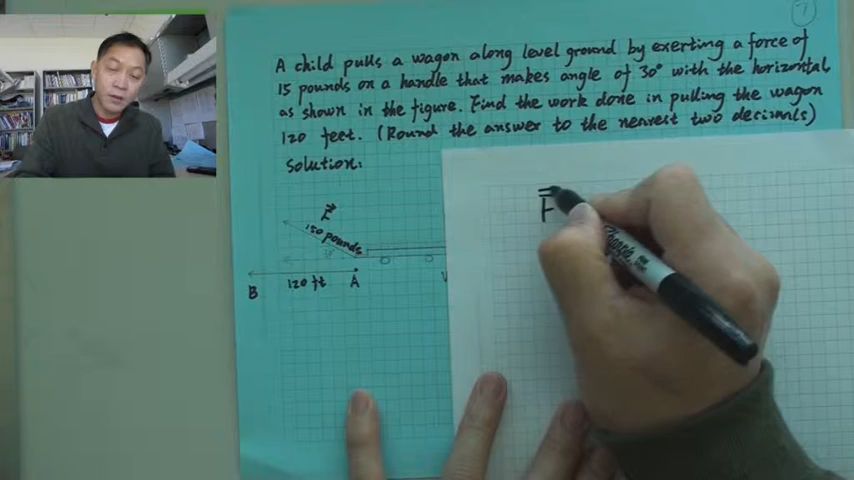 7
A child pulls a wagon along level ground by exerting a force of
15 pounds on a handle that makes angle of 30° with the horizontal
as shown in the figure. Find the work done in pulling the wagon
120 feet. (Round the answer to the nearest two decimals)
Solution:
F
150 pounds
F
B 120 ft A
Sharpie